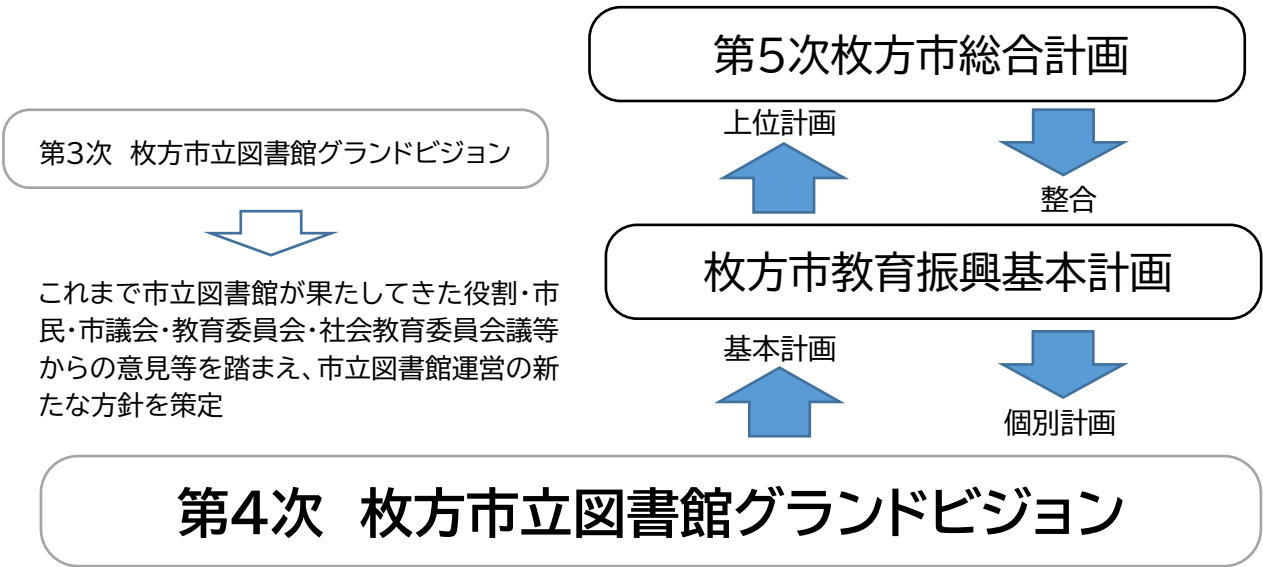 第5次枚方市総合計画
上位計画
整合
第3次 枚方市立図書館グランドビジョン
枚方市教育振興基本計画
これまで市立図書館が果たしてきた役割・市
民・市議会・教育委員会・社会教育委員会議等
からの意見等を踏まえ、市立図書館運営の新
たな方針を策定
基本計画
個別計画
第4次 枚方市立図書館グランドビジョン